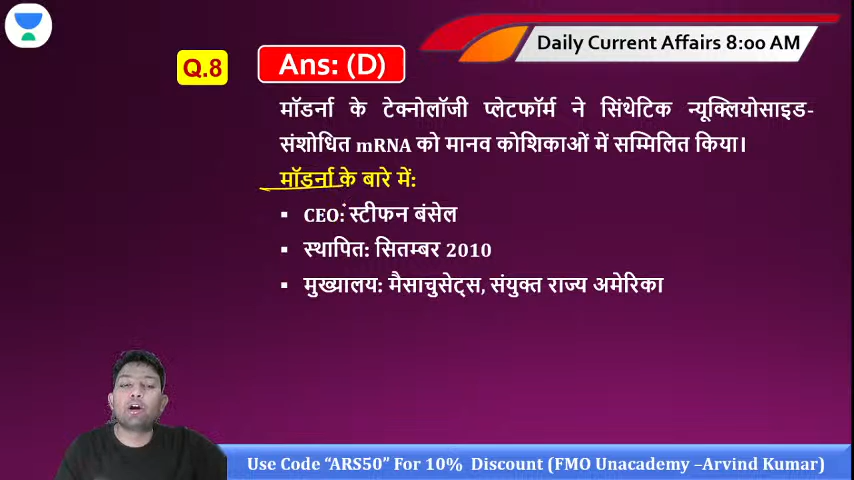 Daily Current Affairs 8:00 AM
Q.8
Ans: (D)
मॉडर्ना के टेक्नोलॉजी प्लेटफॉर्म ने सिंथेटिक न्यूक्लियोसाइड-
संशोधित mRNA को मानव कोशिकाओं में सम्मिलित किया।
मॉडर्ना के बारे में:
▪ CEO: स्टीफन बंसेल
▪ स्थापित: सितम्बर 2010
▪ मुख्यालय: मैसाचुसेट्स, संयुक्त राज्य अमेरिका
Use Code “ARS50” For 10% Discount (FMO Unacademy –Arvind Kumar)